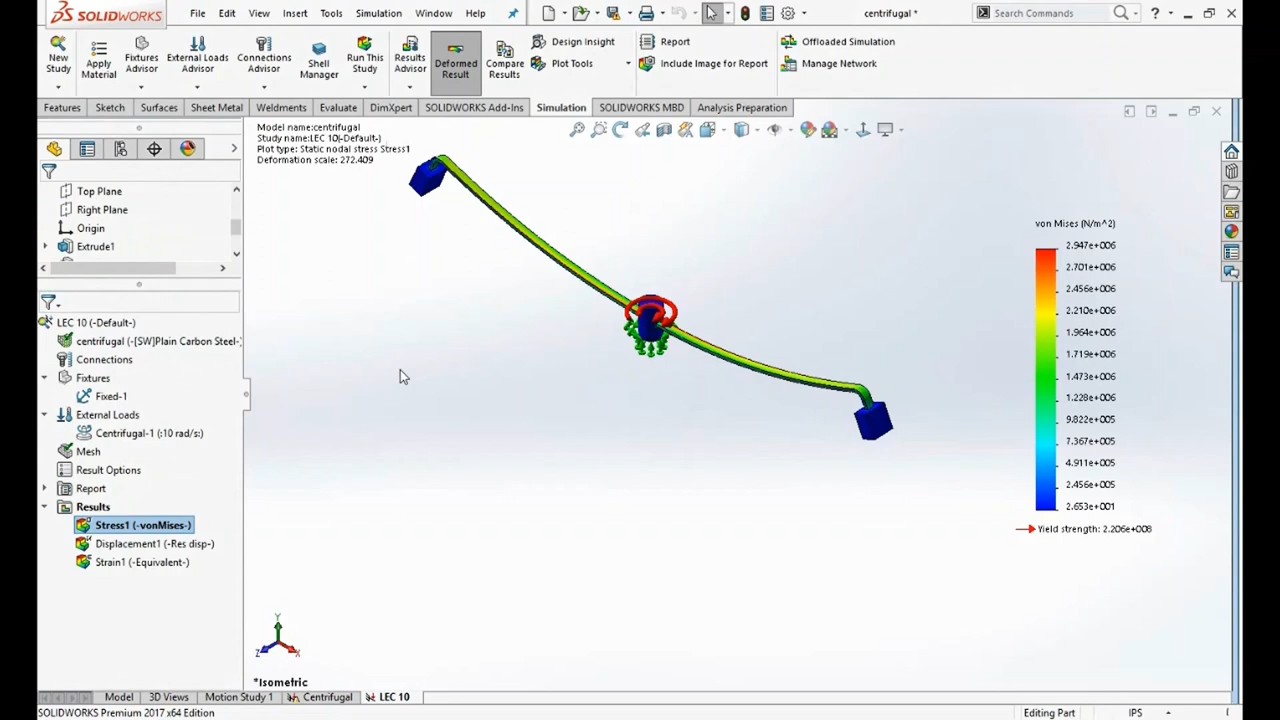 SOLIDWORKS
File Edit View Insert Tools Simulation Window Help
centrifugal *
Search Commands
New Study
Apply Material
Fixtures Advisor
External Loads Advisor
Connections Advisor
Shell Manager
Run This Study
Results Advisor
Deformed Result
Compare Results
Design Insight
Plot Tools
Report
Include Image for Report
Offloaded Simulation
Manage Network
Features Sketch Surfaces Sheet Metal Weldments Evaluate DimXpert SOLIDWORKS Add-Ins Simulation SOLIDWORKS MBD Analysis Preparation
Top Plane
Right Plane
Origin
Extrude1
LEC 10 (-Default-)
centrifugal (-[SW]Plain Carbon Steel-
Connections
Fixtures
Fixed-1
External Loads
Centrifugal-1 (:10 rad/s:)
Mesh
Result Options
Report
Results
Stress1 (-vonMises-)
Displacement1 (-Res disp-)
Strain1 (-Equivalent-)
Model name:centrifugal
Study name:LEC 10(-Default-)
Plot type: Static nodal stress Stress1
Deformation scale: 272.409
von Mises (N/m^2)
2.947e+006
2.701e+006
2.456e+006
2.210e+006
1.964e+006
1.719e+006
1.473e+006
1.228e+006
9.822e+005
7.367e+005
4.911e+005
2.456e+005
2.653e+001
Yield strength: 2.206e+008
Y
Z
X
*Isometric
Model 3D Views Motion Study 1 Centrifugal LEC 10
SOLIDWORKS Premium 2017 x64 Edition
Editing Part
IPS